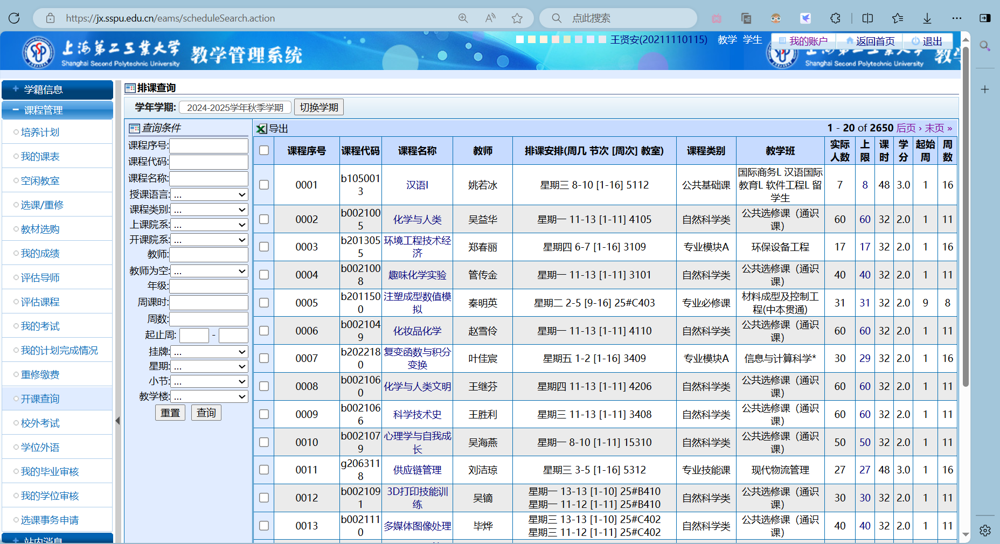 https://jx.sspu.edu.cn/eams/scheduleSearch.action
点此搜索
上海第二工业大学 教学管理系统
Shanghai Second Polytechnic University
王贤安(20211110115) 教学 学生 我的账户 返回首页 退出
Shanghai Second Polytechnic University
学籍信息
课程管理
培养计划
我的课表
空闲教室
选课/重修
教材选购
我的成绩
评估导师
评估课程
我的考试
我的计划完成情况
重修缴费
开课查询
校外考试
学位外语
我的毕业审核
我的学位审核
选课事务申请
站内消息
排课查询
学年学期: 2024-2025学年秋季学期 切换学期
查询条件
课程序号:
课程代码:
课程名称:
授课语言: ...
课程类别: ...
上课院系: ...
开课院系: ...
教师:
教师为空: ...
年级:
周课时:
周数:
起止周: -
挂牌: ...
星期: ...
小节: ...
教学楼: ...
重置 查询
导出 1 - 20 of 2650 后页 › 末页 »
课程序号 课程代码 课程名称 教师 排课安排(周几 节次 [周次] 教室) 课程类别 教学班 实际人数 上限 课时 学分 起始周 周数
0001 b1050013 汉语I 姚若冰 星期三 8-10 [1-16] 5112 公共基础课 国际商务L 汉语国际教育L 软件工程L 留学生 7 8 48 3.0 1 16
0002 b0021005 化学与人类 吴益华 星期一 11-13 [1-11] 4105 自然科学类 公共选修课（通识课） 60 60 32 2.0 1 11
0003 b2013055 环境工程技术经济 郑春丽 星期四 6-7 [1-16] 3109 专业模块A 环保设备工程 17 17 32 2.0 1 16
0004 b0021008 趣味化学实验 管传金 星期一 11-13 [1-11] 3101 自然科学类 公共选修课（通识课） 40 40 32 2.0 1 11
0005 b2011500 注塑成型数值模拟 秦明英 星期二 2-5 [9-16] 25#C403 专业必修课 材料成型及控制工程(中本贯通) 31 31 32 2.0 9 8
0006 b0021049 化妆品化学 赵雪伶 星期一 11-13 [1-11] 4110 自然科学类 公共选修课（通识课） 60 60 32 2.0 1 11
0007 b2022180 复变函数与积分变换 叶佳宸 星期五 1-2 [1-16] 3409 专业模块A 信息与计算科学* 30 29 32 2.0 1 16
0008 b0021060 化学与人类文明 王继芬 星期四 11-13 [1-11] 4206 自然科学类 公共选修课（通识课） 60 60 32 2.0 1 11
0009 b0021066 科学技术史 王胜利 星期三 11-13 [1-11] 3408 自然科学类 公共选修课（通识课） 60 60 32 2.0 1 11
0010 b0021079 心理学与自我成长 吴海燕 星期一 8-10 [1-11] 15310 自然科学类 公共选修课（通识课） 50 50 32 2.0 1 11
0011 g2063118 供应链管理 刘洁琼 星期三 3-5 [1-16] 5312 专业技能课 现代物流管理 27 27 48 3.0 1 16
0012 b0021091 3D打印技能训练 吴镝 星期一 13-13 [1-10] 25#B410 星期一 11-12 [1-11] 25#B410 自然科学类 公共选修课（通识课） 30 30 32 2.0 1 11
0013 b0021110 多媒体图像处理 毕烨 星期三 13-13 [1-10] 25#C402 星期三 11-12 [1-11] 25#C402 自然科学类 公共选修课（通识课） 40 40 32 2.0 1 11